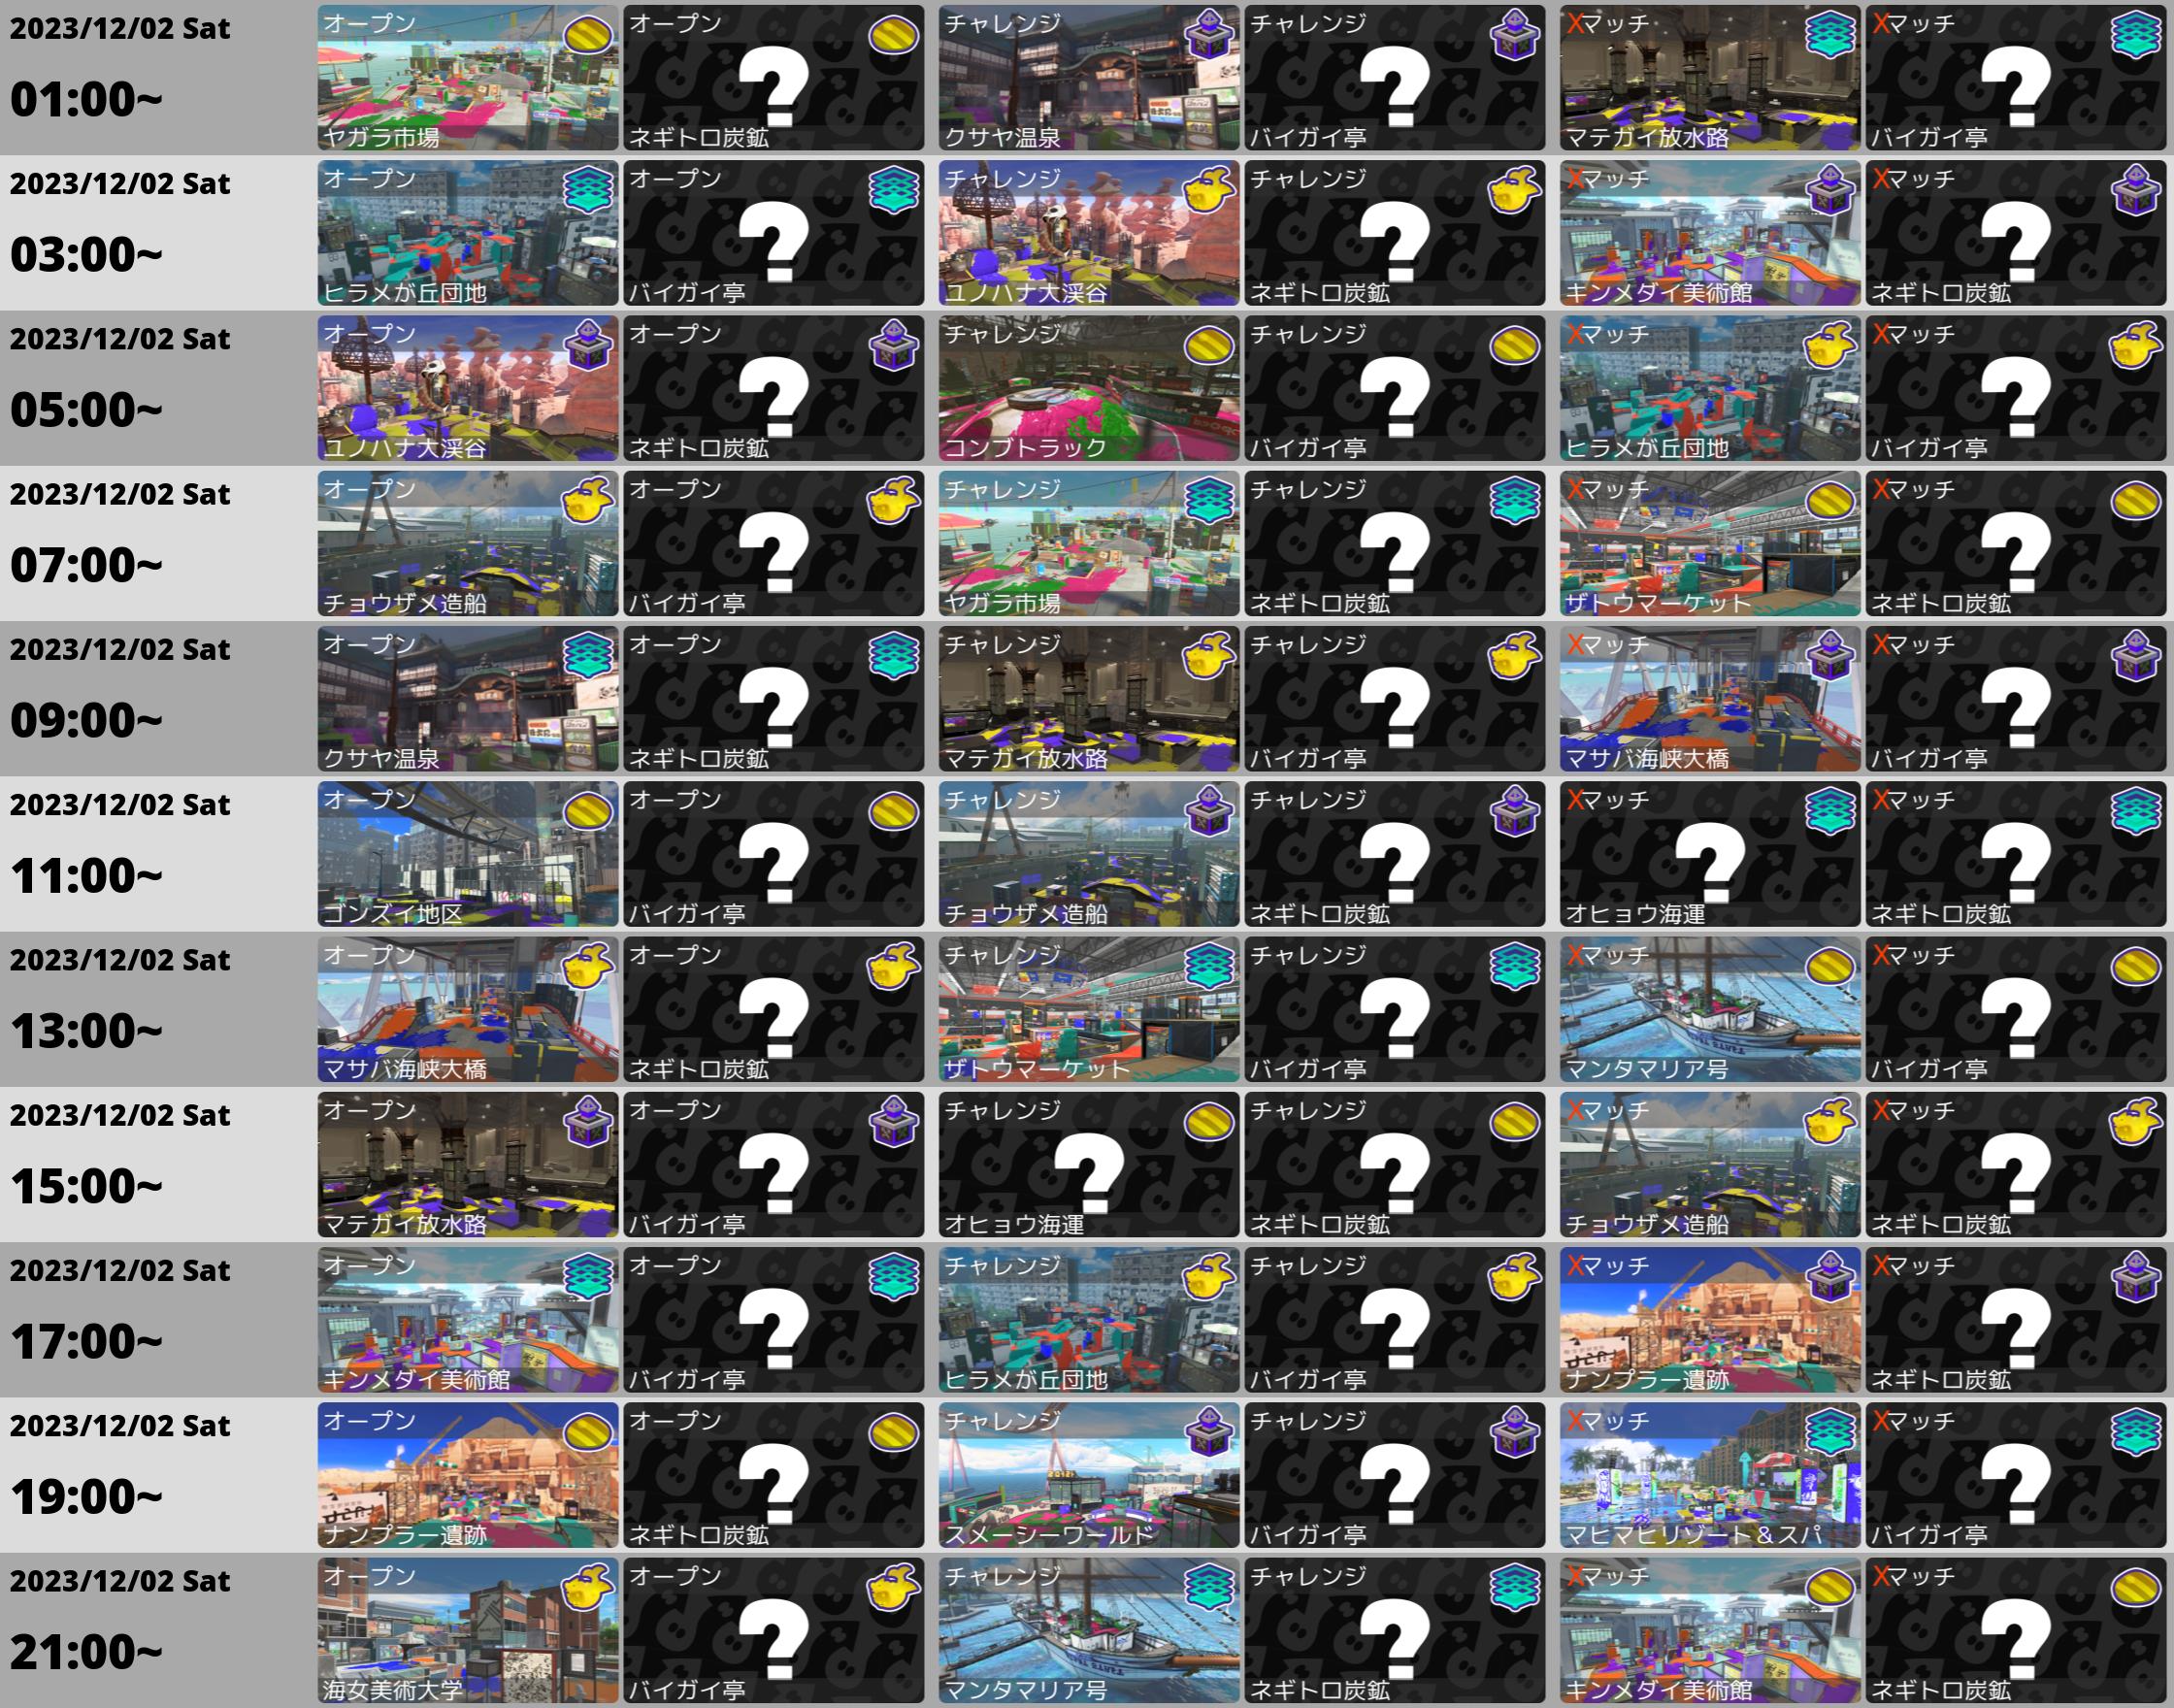 2023/12/02 Sat
01:00~
オープン
ヤガラ市場
オープン
ネギトロ炭鉱
チャレンジ
クサヤ温泉
チャレンジ
バイガイ亭
Xマッチ
マテガイ放水路
Xマッチ
バイガイ亭
2023/12/02 Sat
03:00~
オープン
ヒラメが丘団地
オープン
バイガイ亭
チャレンジ
ユノハナ大渓谷
チャレンジ
ネギトロ炭鉱
Xマッチ
キンメダイ美術館
Xマッチ
ネギトロ炭鉱
2023/12/02 Sat
05:00~
オープン
ユノハナ大渓谷
オープン
ネギトロ炭鉱
チャレンジ
コンブトラック
チャレンジ
バイガイ亭
Xマッチ
ヒラメが丘団地
Xマッチ
バイガイ亭
2023/12/02 Sat
07:00~
オープン
チョウザメ造船
オープン
バイガイ亭
チャレンジ
ヤガラ市場
チャレンジ
ネギトロ炭鉱
Xマッチ
ザトウマーケット
Xマッチ
ネギトロ炭鉱
2023/12/02 Sat
09:00~
オープン
クサヤ温泉
オープン
ネギトロ炭鉱
チャレンジ
マテガイ放水路
チャレンジ
バイガイ亭
Xマッチ
マサバ海峡大橋
Xマッチ
バイガイ亭
2023/12/02 Sat
11:00~
オープン
ゴンズイ地区
オープン
バイガイ亭
チャレンジ
チョウザメ造船
チャレンジ
ネギトロ炭鉱
Xマッチ
オヒョウ海運
Xマッチ
ネギトロ炭鉱
2023/12/02 Sat
13:00~
オープン
マサバ海峡大橋
オープン
ネギトロ炭鉱
チャレンジ
ザトウマーケット
チャレンジ
バイガイ亭
Xマッチ
マンタマリア号
Xマッチ
バイガイ亭
2023/12/02 Sat
15:00~
オープン
マテガイ放水路
オープン
バイガイ亭
チャレンジ
オヒョウ海運
チャレンジ
ネギトロ炭鉱
Xマッチ
チョウザメ造船
Xマッチ
ネギトロ炭鉱
2023/12/02 Sat
17:00~
オープン
キンメダイ美術館
オープン
バイガイ亭
チャレンジ
ヒラメが丘団地
チャレンジ
バイガイ亭
Xマッチ
ナンプラー遺跡
Xマッチ
ネギトロ炭鉱
2023/12/02 Sat
19:00~
オープン
ナンプラー遺跡
オープン
ネギトロ炭鉱
チャレンジ
スメーシーワールド
チャレンジ
バイガイ亭
Xマッチ
マヒマヒリゾート＆スパ
Xマッチ
バイガイ亭
2023/12/02 Sat
21:00~
オープン
海女美術大学
オープン
バイガイ亭
チャレンジ
マンタマリア号
チャレンジ
ネギトロ炭鉱
Xマッチ
キンメダイ美術館
Xマッチ
ネギトロ炭鉱